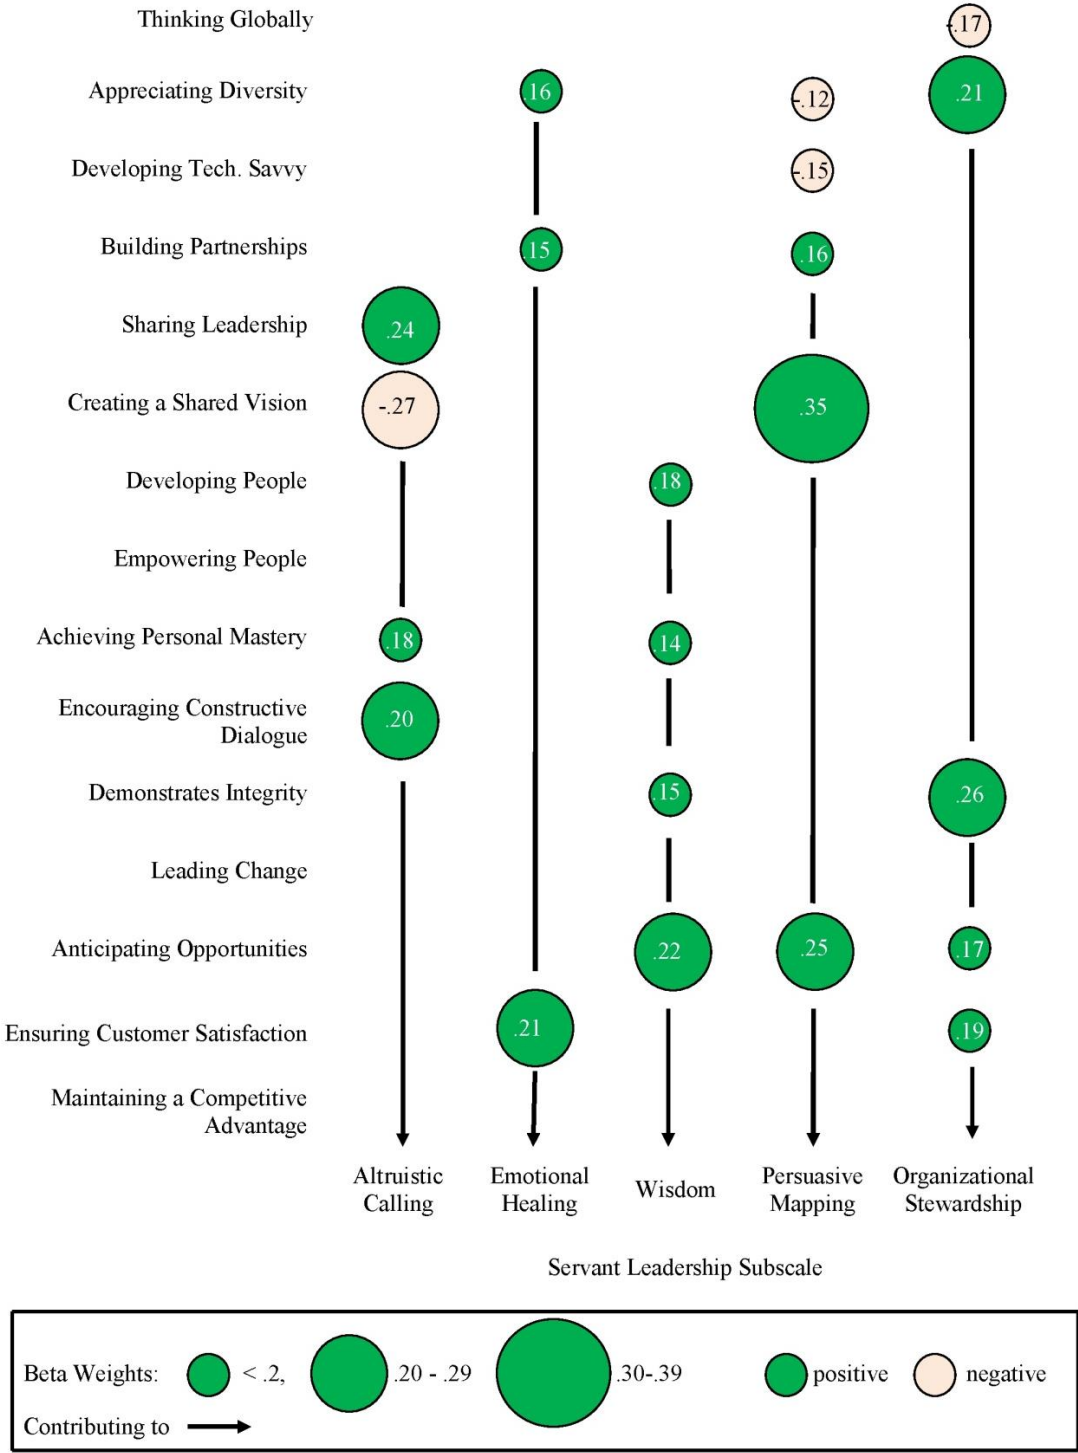 Thinking Globally
-.17
Appreciating Diversity
.16
-.12
.21
Developing Tech. Savvy
-.15
Building Partnerships
.15
.16
Sharing Leadership
.24
Creating a Shared Vision
-.27
.35
Developing People
.18
Empowering People
Achieving Personal Mastery
.18
.14
Encouraging Constructive
Dialogue
.20
Demonstrates Integrity
.15
.26
Leading Change
Anticipating Opportunities
.22
.25
.17
Ensuring Customer Satisfaction
.21
.19
Maintaining a Competitive
Advantage
Altruistic
Calling
Emotional
Healing
Wisdom
Persuasive
Mapping
Organizational
Stewardship
Servant Leadership Subscale
Beta Weights: < .2, .20 - .29 .30-.39 positive negative
Contributing to